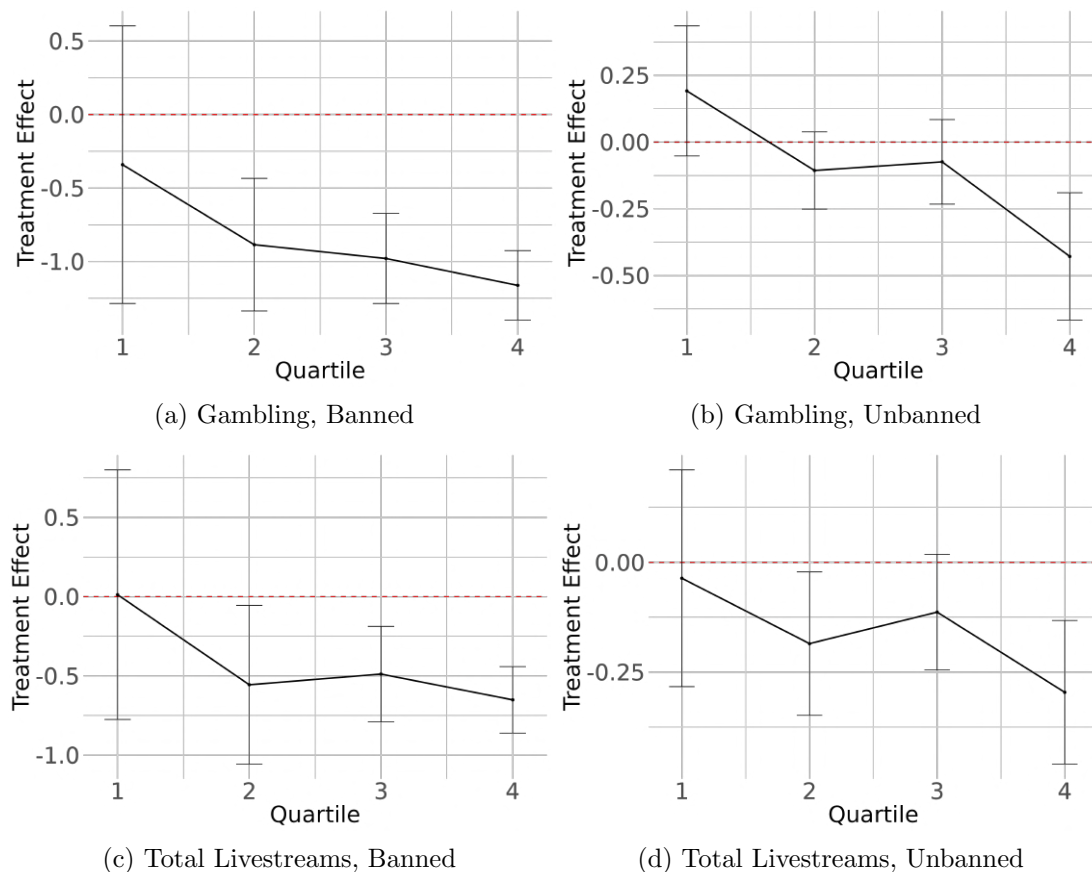 Treatment Effect
0.5
0.0
-0.5
-1.0
1 2 3 4
Quartile
(a) Gambling, Banned
Treatment Effect
0.25
0.00
-0.25
-0.50
1 2 3 4
Quartile
(b) Gambling, Unbanned
Treatment Effect
0.5
0.0
-0.5
-1.0
1 2 3 4
Quartile
(c) Total Livestreams, Banned
Treatment Effect
0.00
-0.25
1 2 3 4
Quartile
(d) Total Livestreams, Unbanned